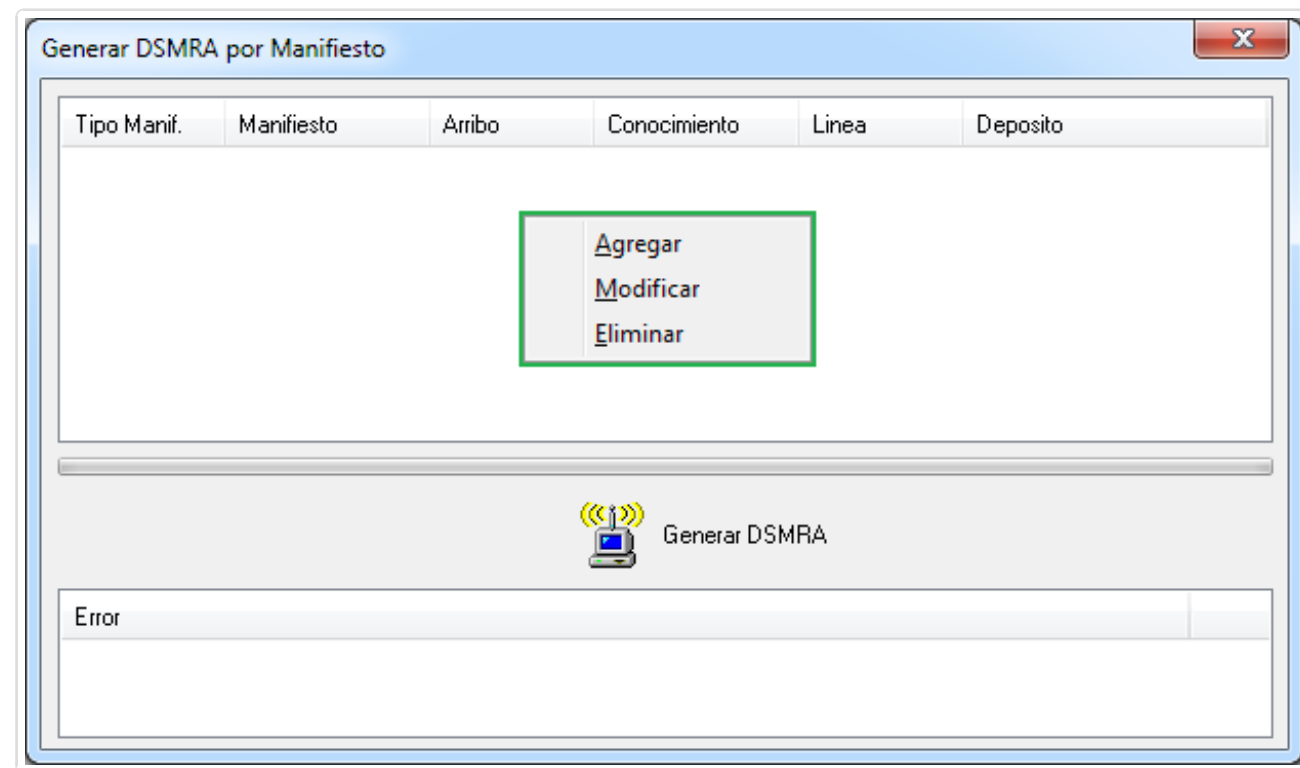 Generar DSMRA por Manifiesto
Tipo Manif. Manifiesto Arribo Conocimiento Linea Deposito
Agregar
Modificar
Eliminar
Generar DSMRA
Error